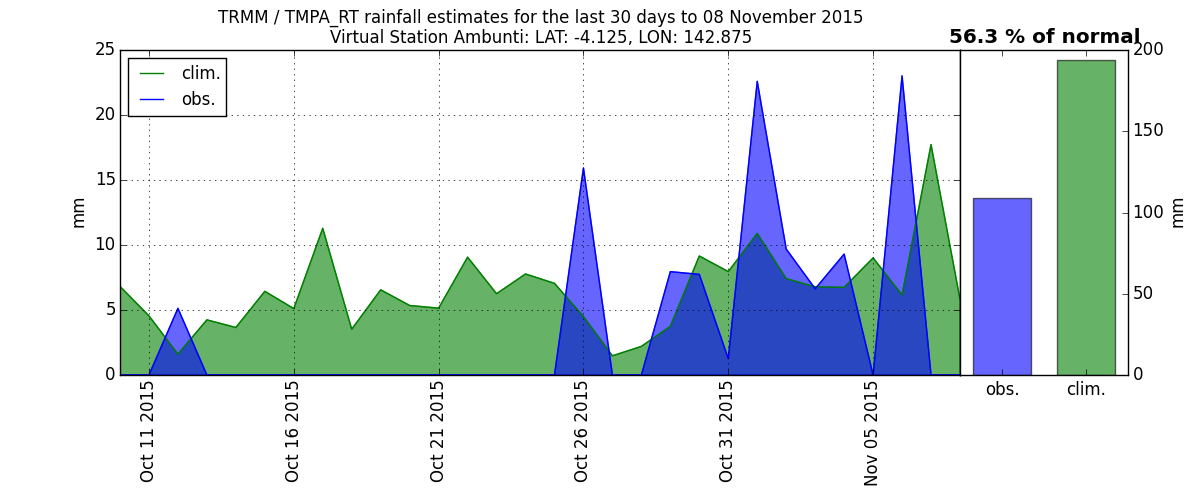 TRMM / TMPA_RT rainfall estimates for the last 30 days to 08 November 2015
Virtual Station Ambunti: LAT: -4.125, LON: 142.875
56.3 % of normal
clim.
obs.
25
20
15
10
5
0
mm
Oct 11 2015
Oct 16 2015
Oct 21 2015
Oct 26 2015
Oct 31 2015
Nov 05 2015
200
150
100
50
0
mm
obs.
clim.